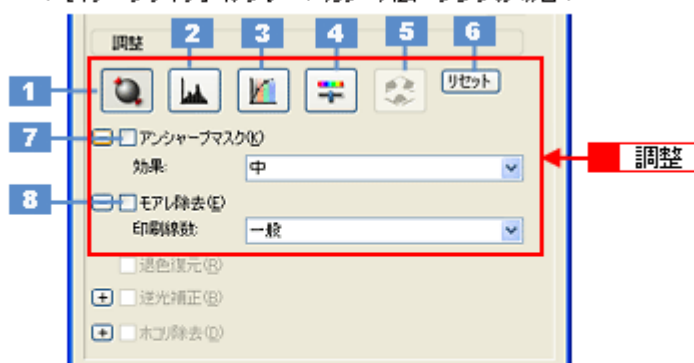 調整
2
3
4
5
6
1
リセット
7
アンシャープマスク(K)
効果:
中
調整
8
モアレ除去(E)
印刷線数:
一般
退色復元(R)
逆光補正(B)
ホコリ除去(D)